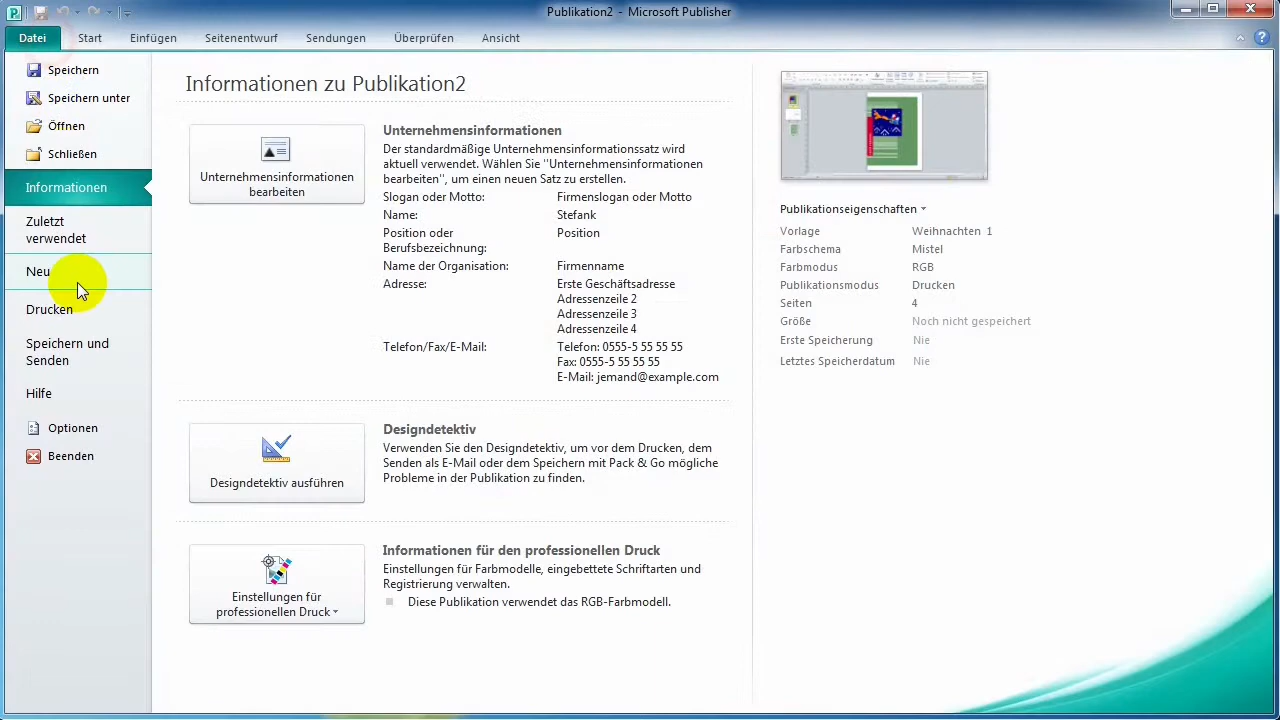 Publikation2 - Microsoft Publisher
Datei Start Einfügen Seitenentwurf Sendungen Überprüfen Ansicht
Speichern
Speichern unter
Öffnen
Schließen
Informationen
Zuletzt
verwendet
Neu
Drucken
Speichern und
Senden
Hilfe
Optionen
Beenden
Informationen zu Publikation2
Unternehmensinformationen
bearbeiten
Unternehmensinformationen
Der standardmäßige Unternehmensinformationssatz wird
aktuell verwendet. Wählen Sie "Unternehmensinformationen
bearbeiten", um einen neuen Satz zu erstellen.
Slogan oder Motto: Firmenslogan oder Motto
Name: Stefank
Position oder
Berufsbezeichnung: Position
Name der Organisation: Firmenname
Adresse: Erste Geschäftsadresse
Adressenzeile 2
Adressenzeile 3
Adressenzeile 4
Telefon/Fax/E-Mail: Telefon: 0555-5 55 55 55
Fax: 0555-5 55 55 55
E-Mail: jemand@example.com
Designdetektiv ausführen
Designdetektiv
Verwenden Sie den Designdetektiv, um vor dem Drucken, dem
Senden als E-Mail oder dem Speichern mit Pack & Go mögliche
Probleme in der Publikation zu finden.
Einstellungen für
professionellen Druck
Informationen für den professionellen Druck
Einstellungen für Farbmodelle, eingebettete Schriftarten und
Registrierung verwalten.
Diese Publikation verwendet das RGB-Farbmodell.
Publikationseigenschaften
Vorlage Weihnachten 1
Farbschema Mistel
Farbmodus RGB
Publikationsmodus Drucken
Seiten 4
Größe Noch nicht gespeichert
Erste Speicherung Nie
Letztes Speicherdatum Nie